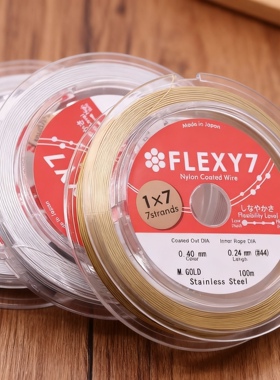 Made in Japan
FLEXY7
Nylon Coated Wire
1×7
7strands
しなやかさ
Flexibility Level
Coated Out DIA
Inner Rope DIA
0.40 mm
0.24 mm (#44)
Color
Length
M.GOLD
100m
Stainless Steel